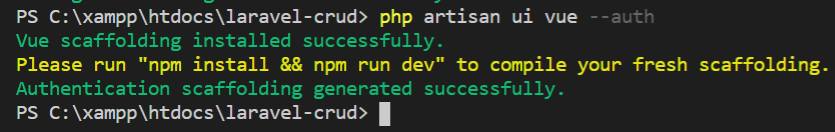 PS C:\xampp\htdocs\laravel-crud> php artisan ui vue --auth
Vue scaffolding installed successfully.
Please run "npm install && npm run dev" to compile your fresh scaffolding.
Authentication scaffolding generated successfully.
PS C:\xampp\htdocs\laravel-crud>